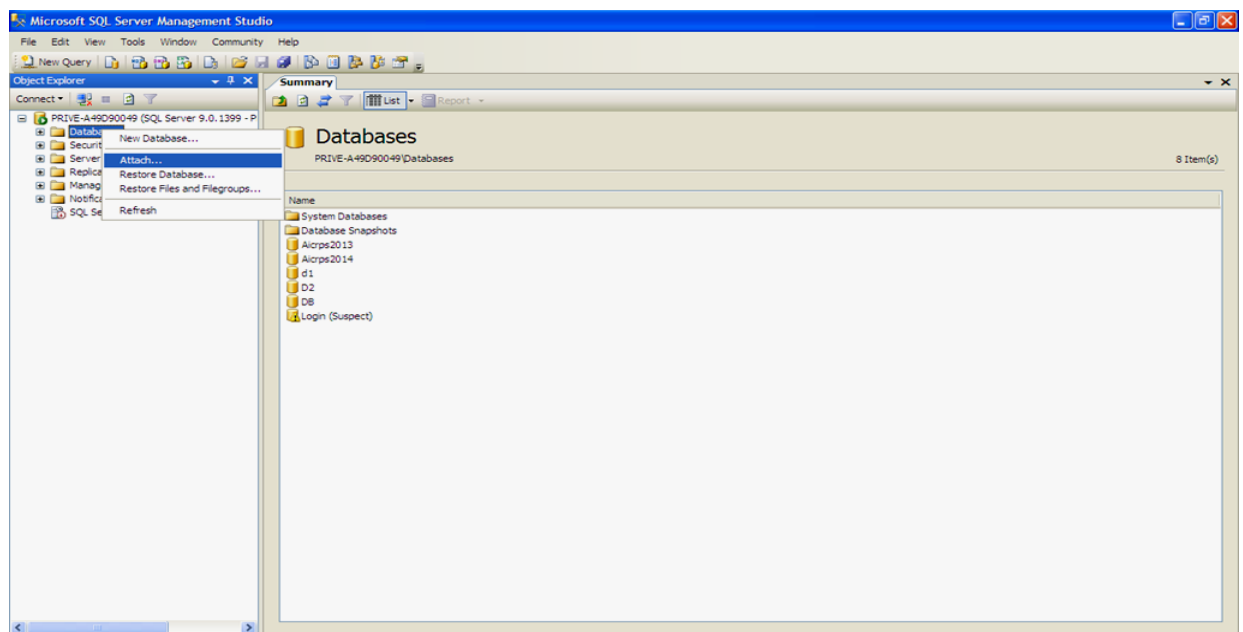 Microsoft SQL Server Management Studio
File Edit View Tools Window Community Help
New Query
Object Explorer
Summary
Connect
List Report
PRIVE-A49D90049 (SQL Server 9.0.1399 - P
Databa
Securit
Server
Replica
Manag
Notifica
SQL Se
New Database...
Attach...
Restore Database...
Restore Files and Filegroups...
Refresh
Databases
PRIVE-A49D90049\Databases
8 Item(s)
Name
System Databases
Database Snapshots
Aicrps2013
Aicrps2014
d1
D2
DB
Login (Suspect)